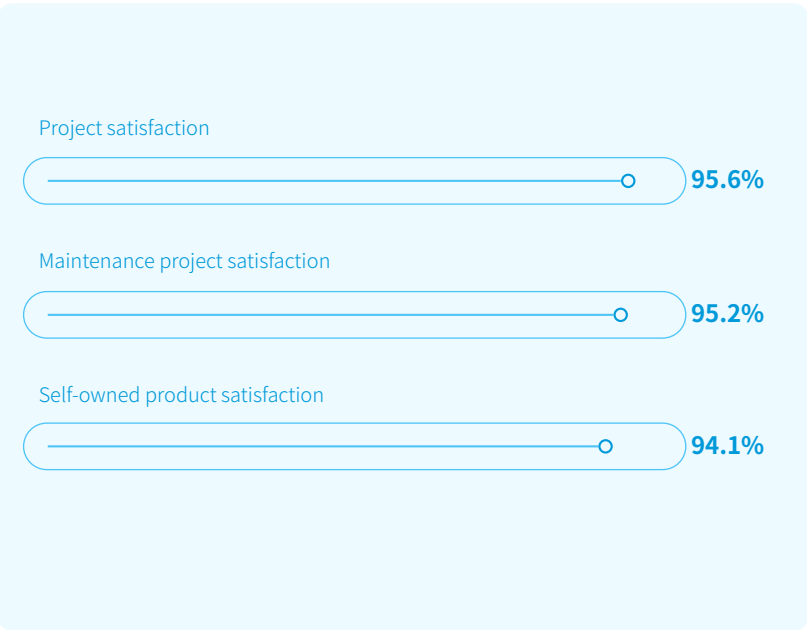 Project satisfaction
95.6%
Maintenance project satisfaction
95.2%
Self-owned product satisfaction
94.1%